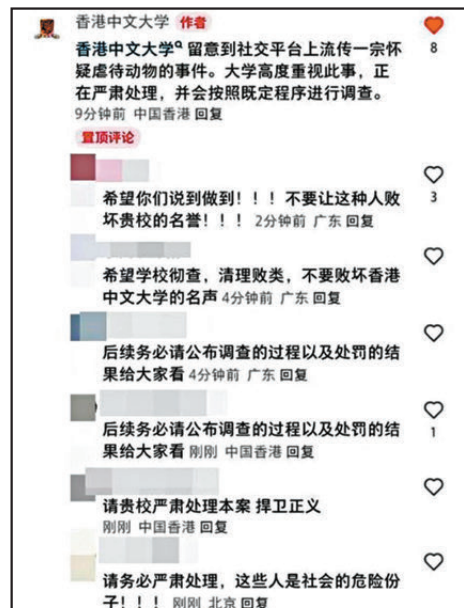 香港中文大学 作者
香港中文大学 留意到社交平台上流传一宗怀
8
疑虐待动物的事件。大学高度重视此事，正
在严肃处理，并会按照既定程序进行调查。
9分钟前 中国香港 回复
置顶评论
希望你们说到做到！！！不要让这种人败
3
坏贵校的名誉！！！ 2分钟前 广东 回复
希望学校彻查，清理败类，不要败坏香港
中文大学的名声 4分钟前 广东 回复
后续务必请公布调查的过程以及处罚的结
果给大家看 4分钟前 广东 回复
后续务必请公布调查的过程以及处罚的结
1
果给大家看 刚刚 中国香港 回复
请贵校严肃处理本案 捍卫正义
刚刚 中国香港 回复
请务必严肃处理，这些人是社会的危险份
子！！！ 刚刚 北京 回复